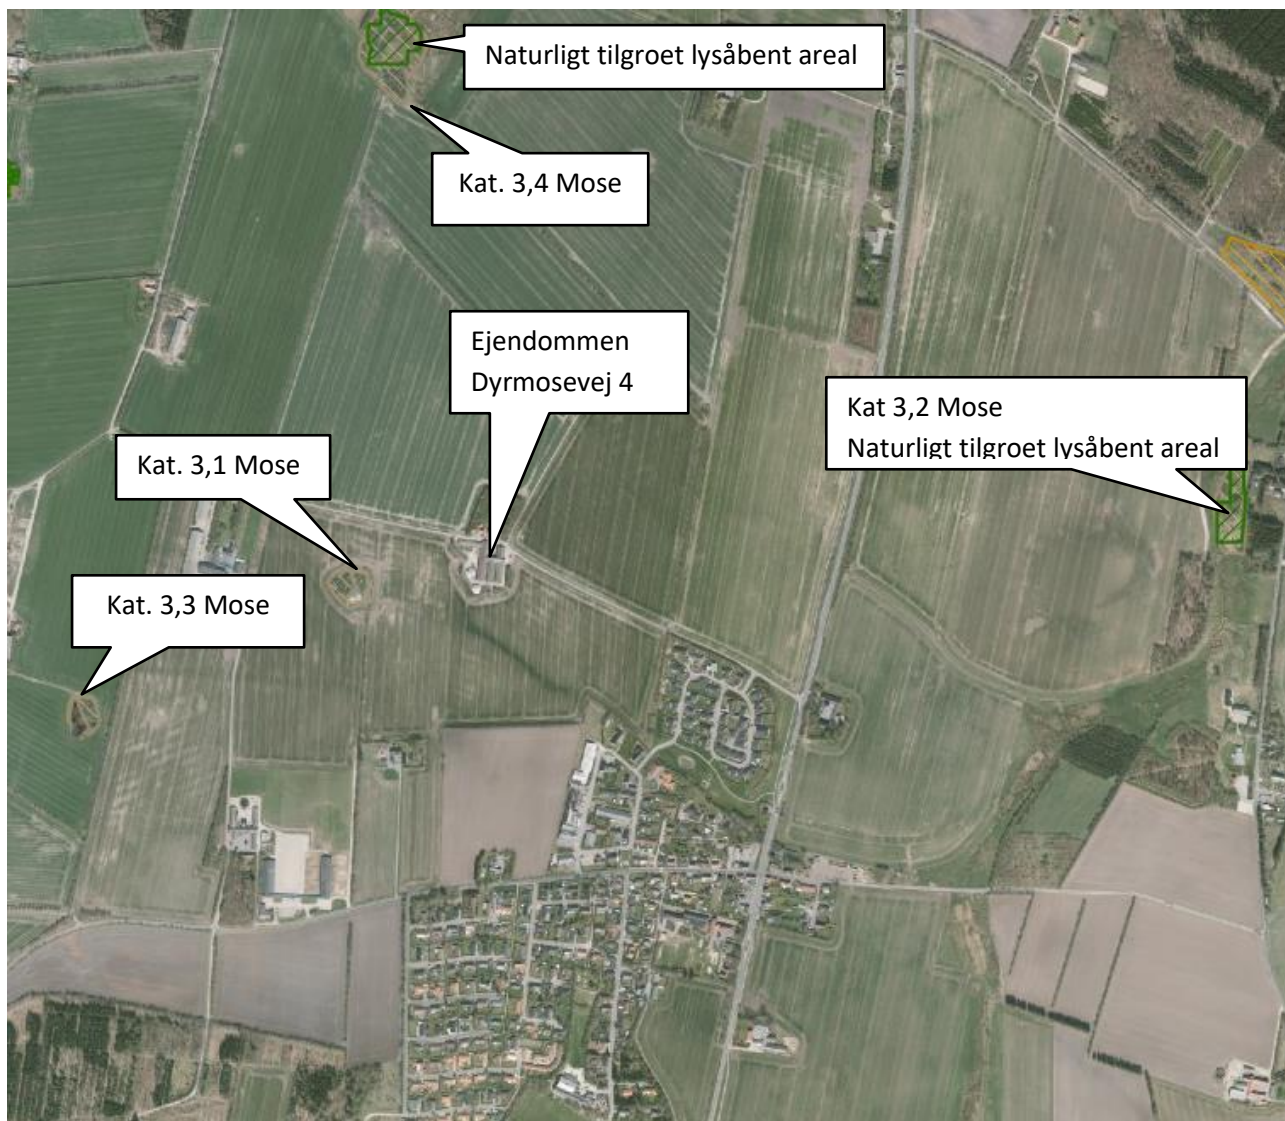 Naturligt tilgroet lysåbent areal
Kat. 3,4 Mose
Ejendommen
Dyrmosevej 4
Kat 3,2 Mose
Naturligt tilgroet lysåbent areal
Kat. 3,1 Mose
Kat. 3,3 Mose